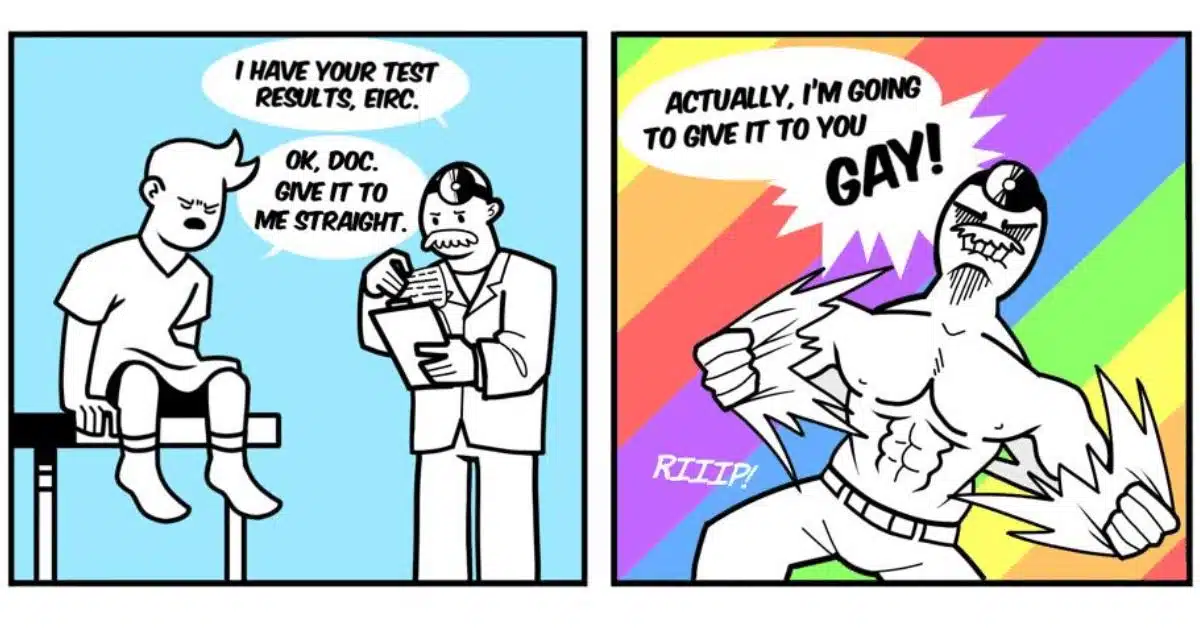 I HAVE YOUR TEST
RESULTS, EIRC.
OK, DOC.
GIVE IT TO
ME STRAIGHT.
ACTUALLY, I'M GOING
TO GIVE IT TO YOU
GAY!
RIIIP!